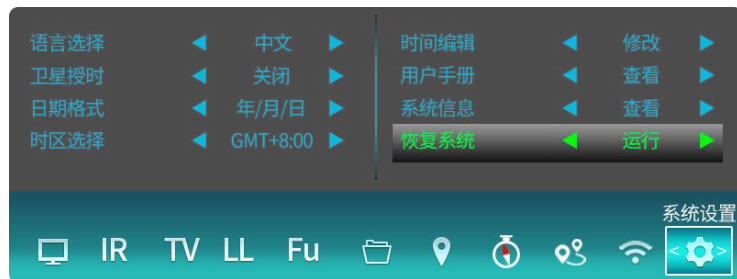 语言选择 中文
卫星授时 关闭
日期格式 年/月/日
时区选择 GMT+8:00
时间编辑 修改
用户手册 查看
系统信息 查看
恢复系统 运行
系统设置
IR TV LL Fu